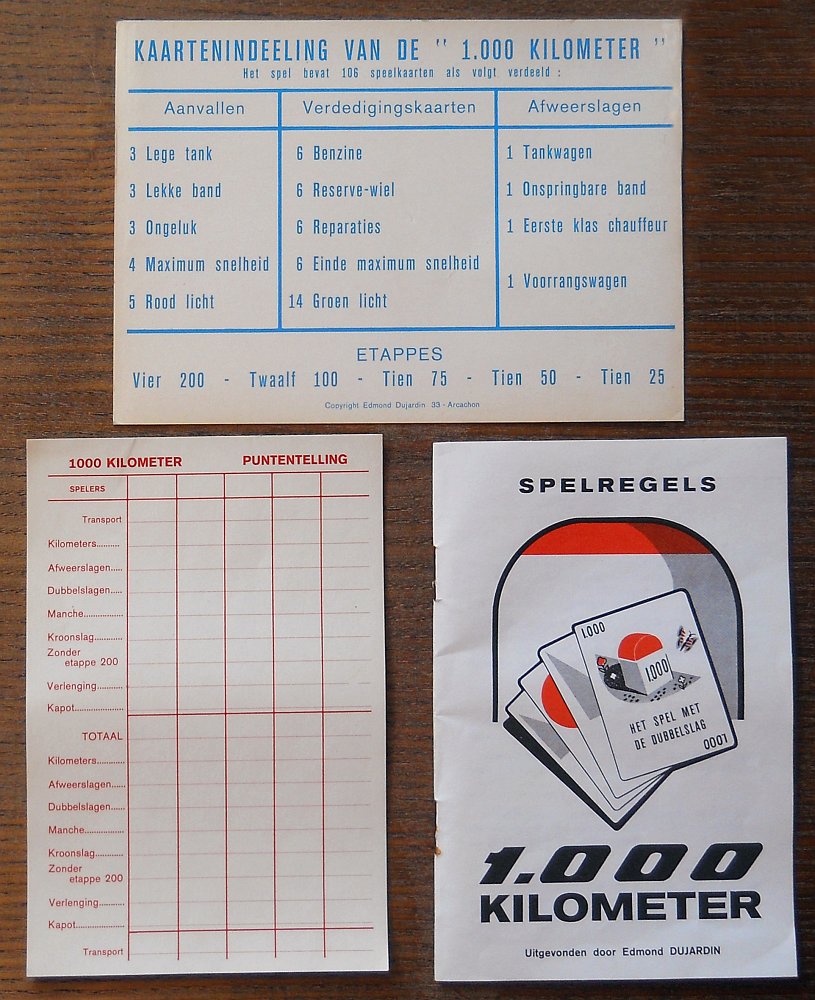 KAARTENINDEELING VAN DE " 1.000 KILOMETER "
Het spel bevat 106 speelkaarten als volgt verdeeld :
Aanvallen
3 Lege tank
3 Lekke band
3 Ongeluk
4 Maximum snelheid
5 Rood licht
Verdedigingskaarten
6 Benzine
6 Reserve-wiel
6 Reparaties
6 Einde maximum snelheid
14 Groen licht
Afweerslagen
1 Tankwagen
1 Onspringbare band
1 Eerste klas chauffeur
1 Voorrangswagen
ETAPPES
Vier 200 - Twaalf 100 - Tien 75 - Tien 50 - Tien 25
Copyright Edmond Dujardin 33 - Arcachon
1000 KILOMETER PUNTENTELLING
SPELERS
Transport
Kilometers..........
Afweerslagen.....
Dubbelslagen.....
Manche................
Kroonslag...........
Zonder
etappe 200
Verlenging..........
Kapot..................
TOTAAL
Kilometers..........
Afweerslagen.....
Dubbelslagen.....
Manche................
Kroonslag...........
Zonder
etappe 200
Verlenging..........
Kapot..................
Transport
SPELREGELS
1.000
1.000
HET SPEL MET
DE DUBBELSLAG
1.000
1.000
KILOMETER
Uitgevonden door Edmond DUJARDIN